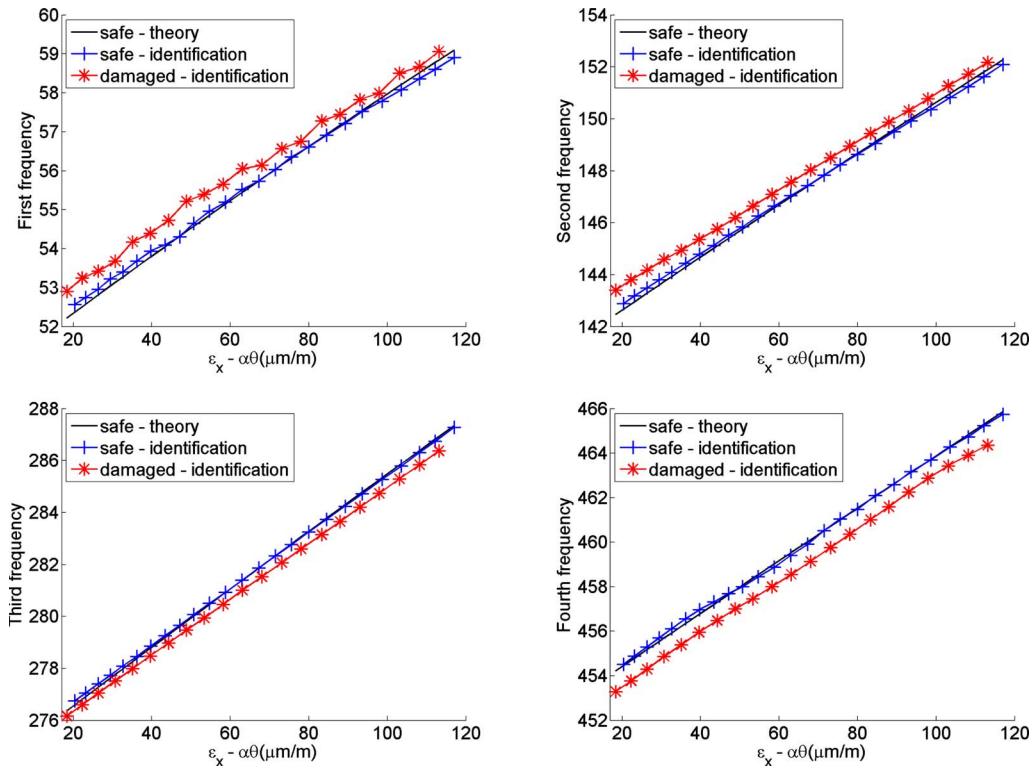 60
59
58
57
56
55
54
53
52
First frequency
safe - theory
safe - identification
damaged - identification
20 40 60 80 100 120
εx - αθ(μm/m)
154
152
150
148
146
144
142
Second frequency
safe - theory
safe - identification
damaged - identification
20 40 60 80 100 120
εx - αθ(μm/m)
288
286
284
282
280
278
276
Third frequency
safe - theory
safe - identification
damaged - identification
20 40 60 80 100 120
εx - αθ(μm/m)
466
464
462
460
458
456
454
452
Fourth frequency
safe - theory
safe - identification
damaged - identification
20 40 60 80 100 120
εx - αθ(μm/m)